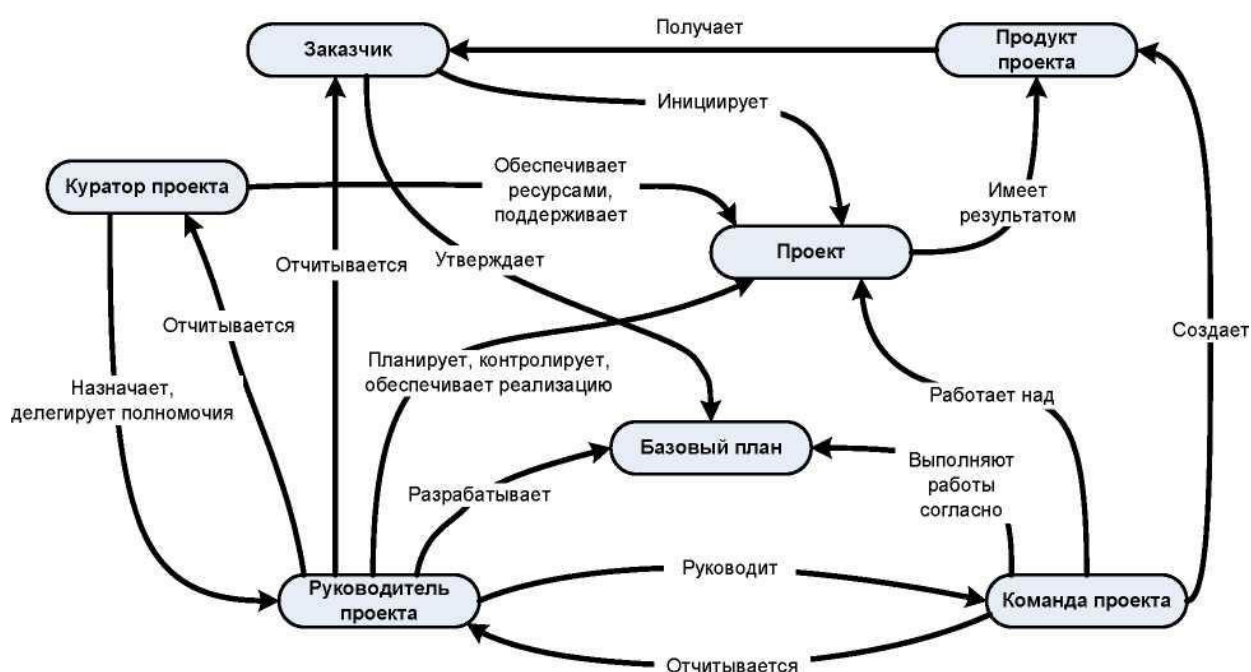 Получает
Заказчик
Продукт
проекта
Инициирует
Обеспечивает
ресурсами,
поддерживает
Куратор проекта
Имеет
результатом
Проект
Утверждает
Отчитывается
Отчитывается
Создает
Планирует, контролирует,
обеспечивает реализацию
Назначает,
делегирует полномочия
Работает над
Базовый план
Выполняют
работы
согласно
Разрабатывает
Руководит
Руководитель
проекта
Команда проекта
Отчитывается